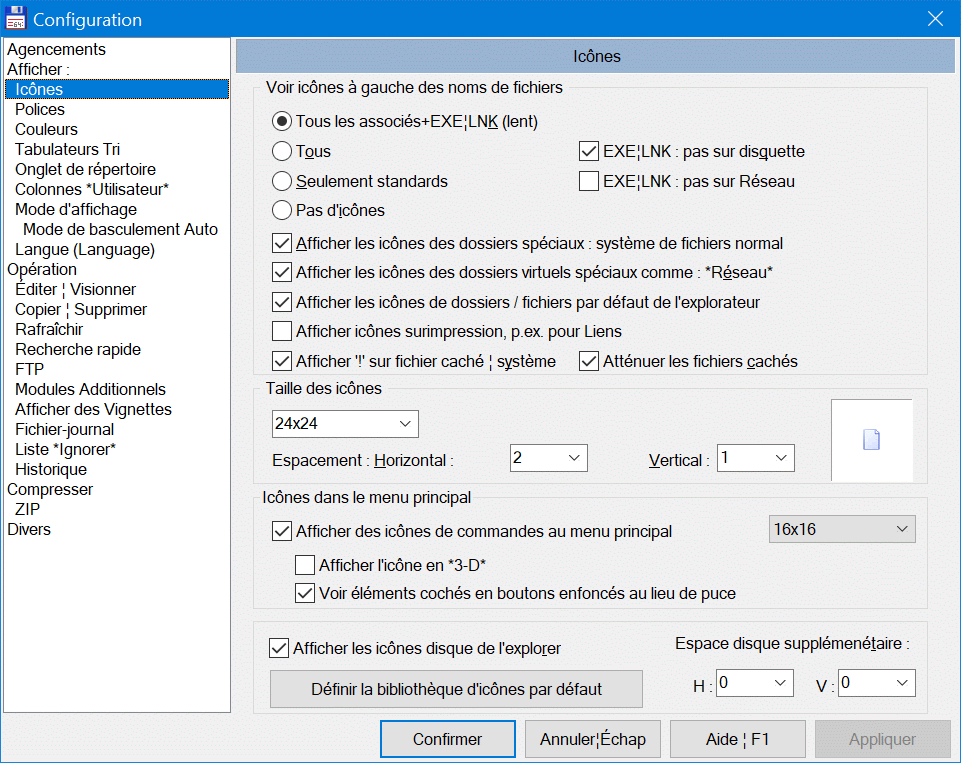 Configuration
Agencements
Afficher :
Icônes
Polices
Couleurs
Tabulateurs Tri
Onglet de répertoire
Colonnes *Utilisateur*
Mode d'affichage
Mode de basculement Auto
Langue (Language)
Opération
Éditer ¦ Visionner
Copier ¦ Supprimer
Rafraîchir
Recherche rapide
FTP
Modules Additionnels
Afficher des Vignettes
Fichier-journal
Liste *Ignorer*
Historique
Compresser
ZIP
Divers
Icônes
Voir icônes à gauche des noms de fichiers
Tous les associés+EXE¦LNK (lent)
Tous
EXE¦LNK : pas sur disquette
Seulement standards
EXE¦LNK : pas sur Réseau
Pas d'icônes
Afficher les icônes des dossiers spéciaux : système de fichiers normal
Afficher les icônes des dossiers virtuels spéciaux comme : *Réseau*
Afficher les icônes de dossiers / fichiers par défaut de l'explorateur
Afficher icônes surimpression, p.ex. pour Liens
Afficher '!' sur fichier caché ¦ système
Atténuer les fichiers cachés
Taille des icônes
24x24
Espacement : Horizontal :
2
Vertical :
1
Icônes dans le menu principal
Afficher des icônes de commandes au menu principal
16x16
Afficher l'icône en *3-D*
Voir éléments cochés en boutons enfoncés au lieu de puce
Afficher les icônes disque de l'explorer
Espace disque supplémenétaire :
Définir la bibliothèque d'icônes par défaut
H :
0
V :
0
Confirmer
Annuler¦Échap
Aide ¦ F1
Appliquer